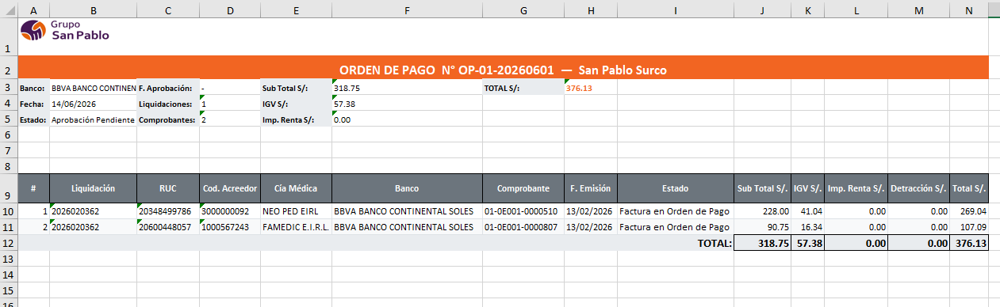 A B C D E F G H I J K L M N
Grupo
San Pablo
1
2 ORDEN DE PAGO N° OP-01-20260601 — San Pablo Surco
3 Banco: BBVA BANCO CONTINEN F. Aprobación: - Sub Total S/: 318.75 TOTAL S/: 376.13
4 Fecha: 14/06/2026 Liquidaciones: 1 IGV S/: 57.38
5 Estado: Aprobación Pendiente Comprobantes: 2 Imp. Renta S/: 0.00
6
7
8
9 # Liquidación RUC Cod. Acreedor Cía Médica Banco Comprobante F. Emisión Estado Sub Total S/. IGV S/. Imp. Renta S/. Detracción S/. Total S/.
10 1 2026020362 20348499786 3000000092 NEO PED EIRL BBVA BANCO CONTINENTAL SOLES 01-0E001-0000510 13/02/2026 Factura en Orden de Pago 228.00 41.04 0.00 0.00 269.04
11 2 2026020362 20600448057 1000567243 FAMEDIC E.I.R.L. BBVA BANCO CONTINENTAL SOLES 01-0E001-0000807 13/02/2026 Factura en Orden de Pago 90.75 16.34 0.00 0.00 107.09
12 TOTAL: 318.75 57.38 0.00 0.00 376.13
13
14
15
16